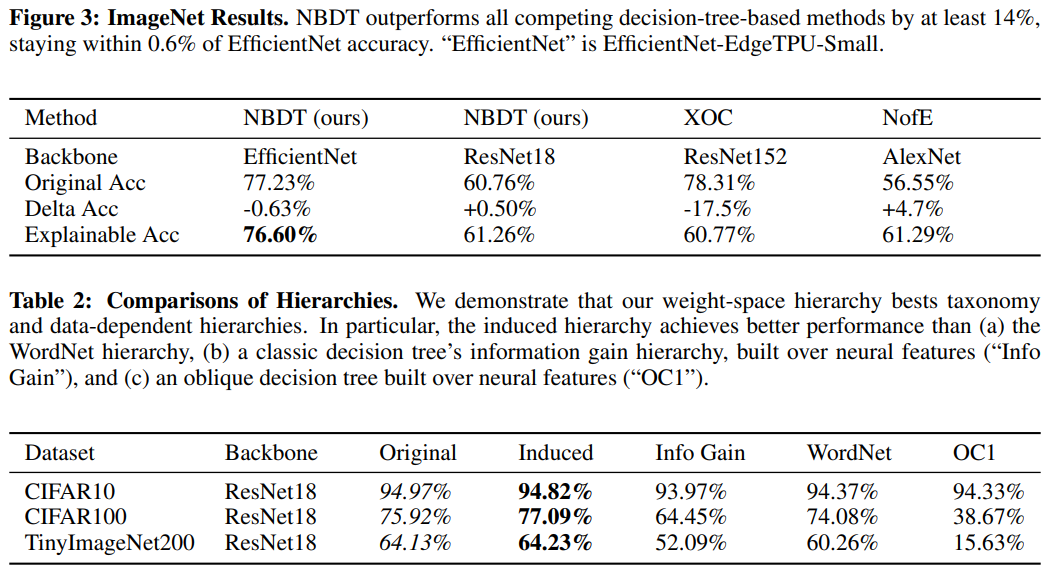 Figure 3: ImageNet Results. NBDT outperforms all competing decision-tree-based methods by at least 14%,
staying within 0.6% of EfficientNet accuracy. “EfficientNet” is EfficientNet-EdgeTPU-Small.
Method NBDT (ours) NBDT (ours) XOC NofE
Backbone EfficientNet ResNet18 ResNet152 AlexNet
Original Acc 77.23% 60.76% 78.31% 56.55%
Delta Acc -0.63% +0.50% -17.5% +4.7%
Explainable Acc 76.60% 61.26% 60.77% 61.29%
Table 2: Comparisons of Hierarchies. We demonstrate that our weight-space hierarchy bests taxonomy
and data-dependent hierarchies. In particular, the induced hierarchy achieves better performance than (a) the
WordNet hierarchy, (b) a classic decision tree’s information gain hierarchy, built over neural features (“Info
Gain”), and (c) an oblique decision tree built over neural features (“OC1”).
Dataset Backbone Original Induced Info Gain WordNet OC1
CIFAR10 ResNet18 94.97% 94.82% 93.97% 94.37% 94.33%
CIFAR100 ResNet18 75.92% 77.09% 64.45% 74.08% 38.67%
TinyImageNet200 ResNet18 64.13% 64.23% 52.09% 60.26% 15.63%